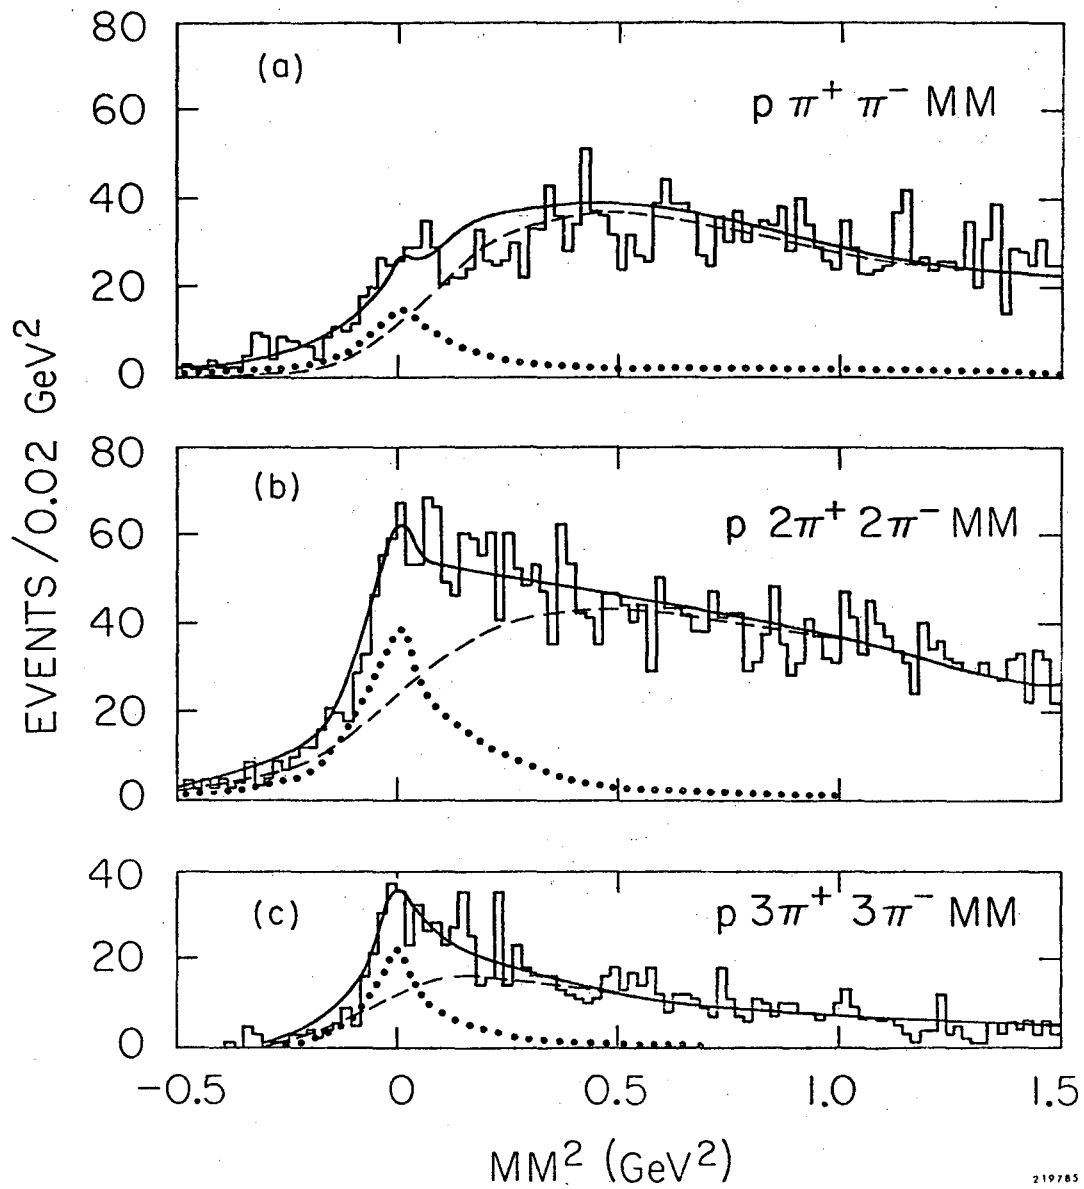 80
60
40
20
0
(a)
p π⁺ π⁻ MM
EVENTS/0.02 GeV²
80
60
40
20
0
(b)
p 2π⁺ 2π⁻ MM
40
20
0
(c)
p 3π⁺ 3π⁻ MM
-0.5 0 0.5 1.0 1.5
MM² (GeV²)
219785